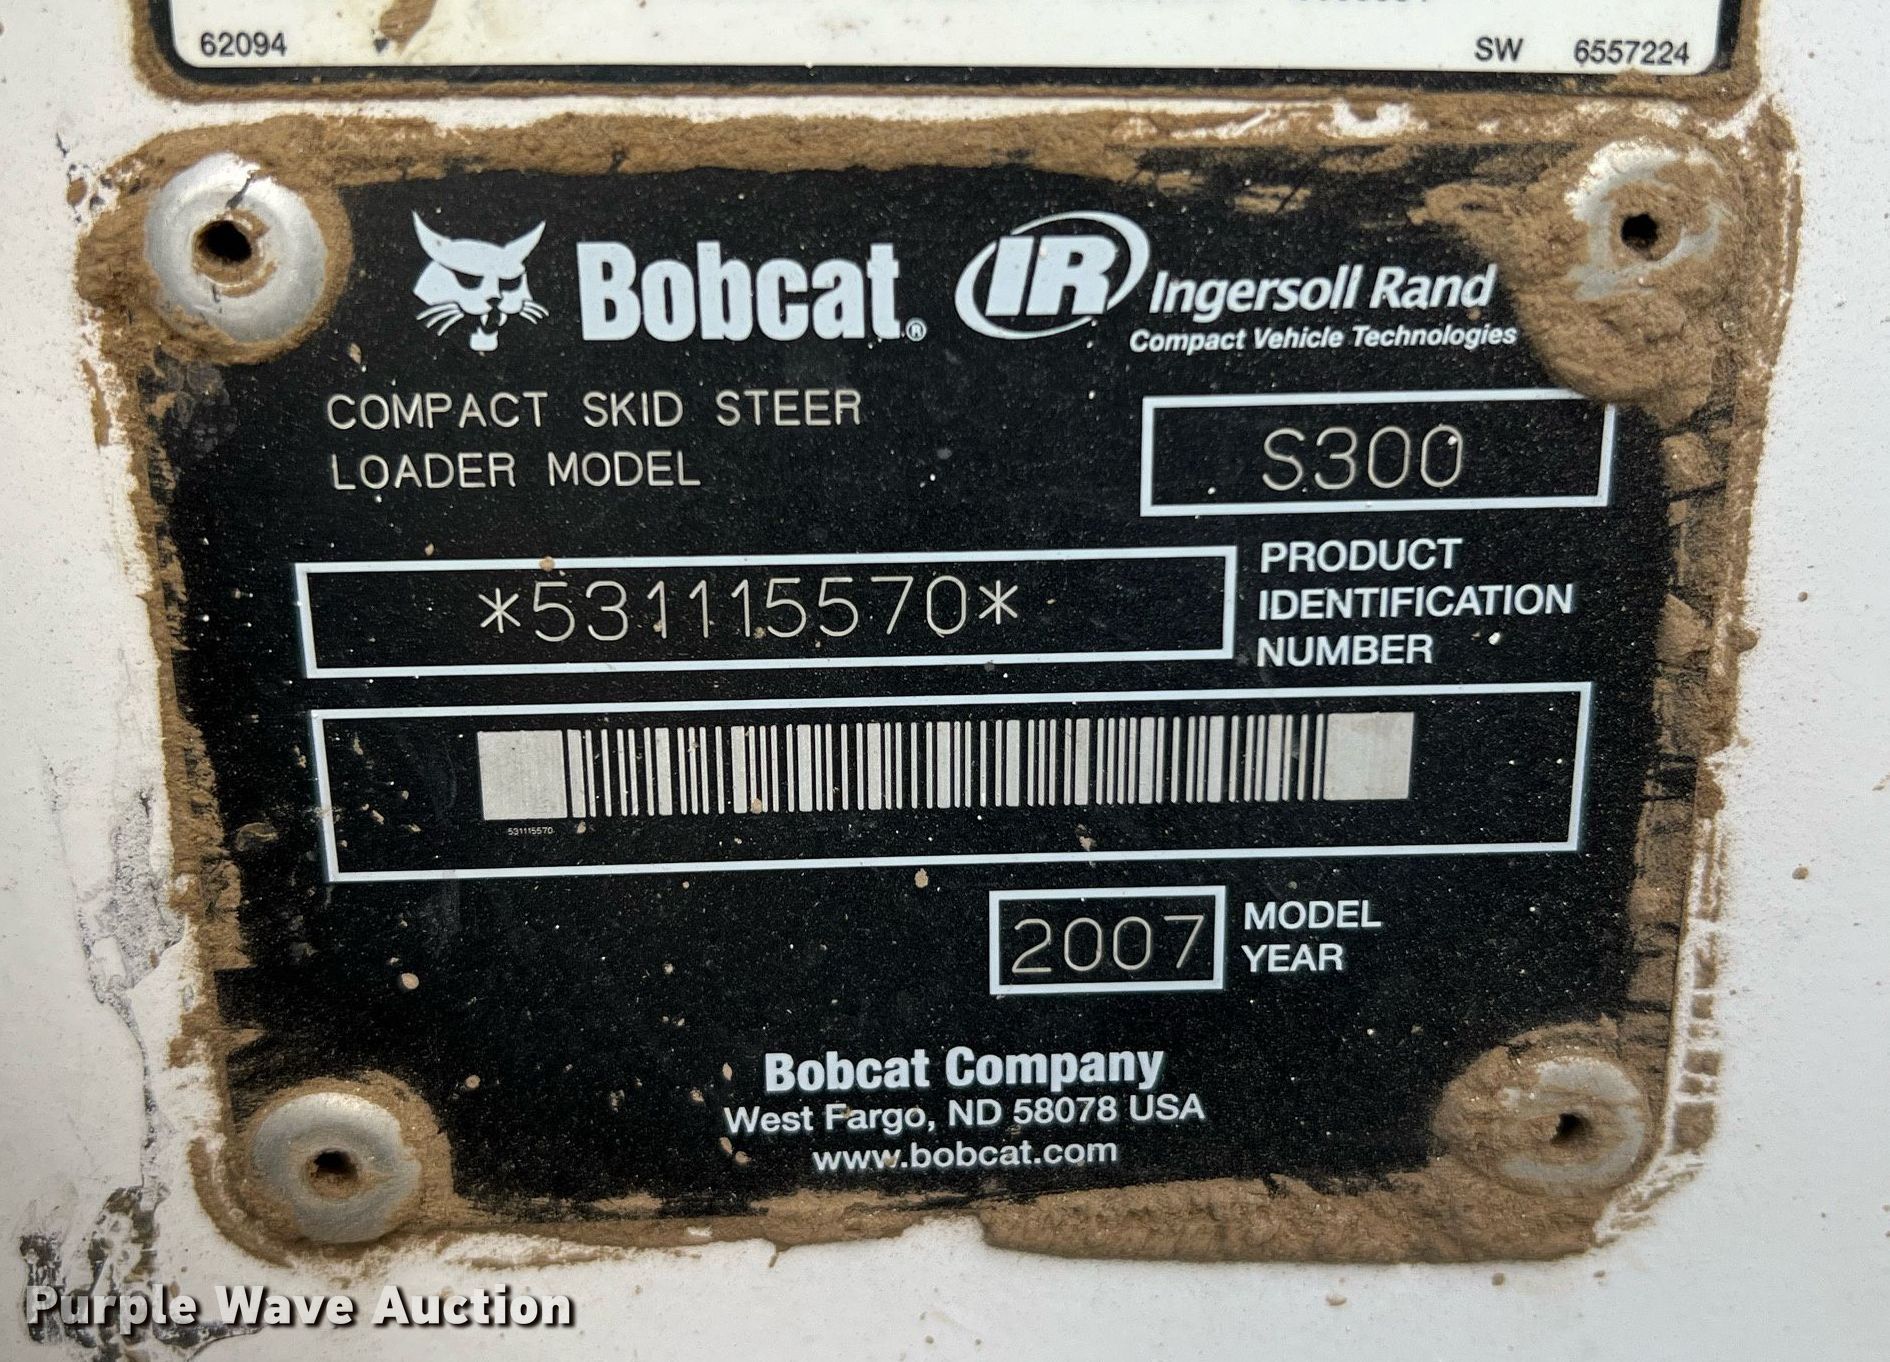 62094 SW 6557224
Bobcat® IR Ingersoll Rand
Compact Vehicle Technologies
COMPACT SKID STEER
LOADER MODEL
S300
*531115570*
PRODUCT
IDENTIFICATION
NUMBER
531115570
2007
MODEL
YEAR
Bobcat Company
West Fargo, ND 58078 USA
www.bobcat.com
Purple Wave Auction